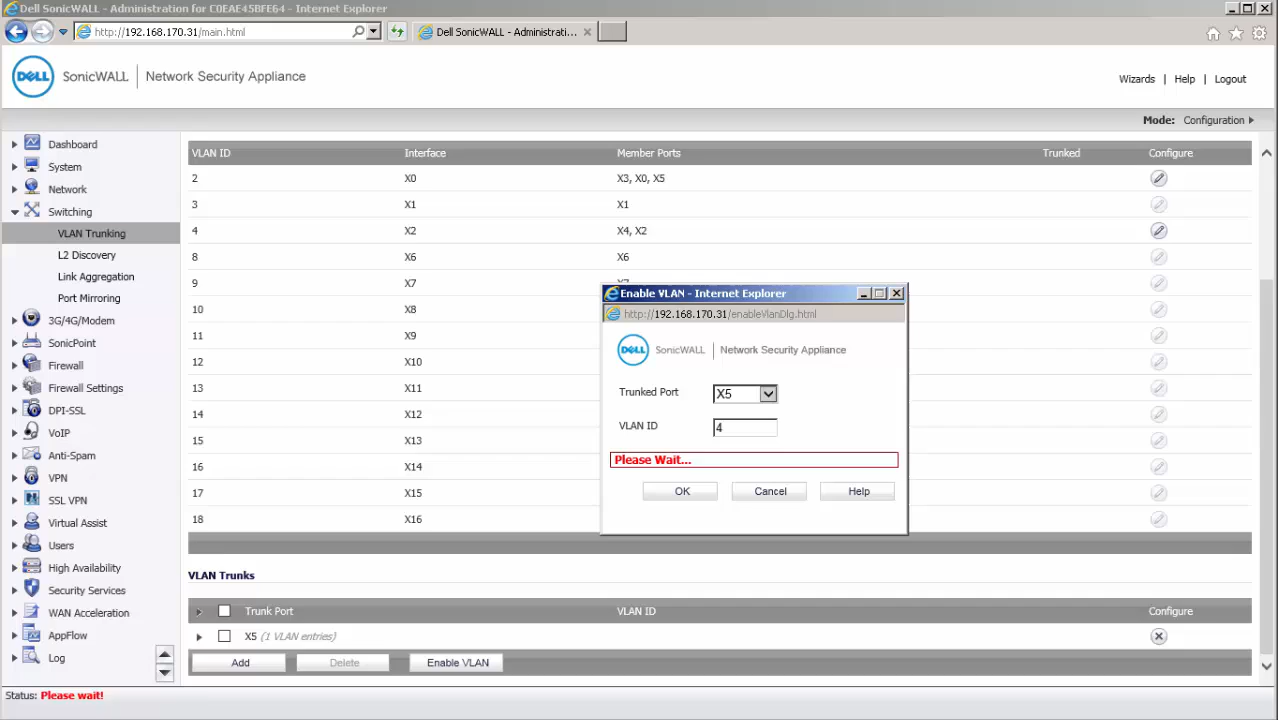 Dell SonicWALL - Administration for C0EAE45BFE64 - Internet Explorer
http://192.168.170.31/main.html
Dell SonicWALL - Administrati...
DELL SonicWALL | Network Security Appliance
Wizards | Help | Logout
Mode: Configuration
Dashboard
System
Network
Switching
VLAN Trunking
L2 Discovery
Link Aggregation
Port Mirroring
3G/4G/Modem
SonicPoint
Firewall
Firewall Settings
DPI-SSL
VoIP
Anti-Spam
VPN
SSL VPN
Virtual Assist
Users
High Availability
Security Services
WAN Acceleration
AppFlow
Log
VLAN ID Interface Member Ports Trunked Configure
2 X0 X3, X0, X5
3 X1 X1
4 X2 X4, X2
8 X6 X6
9 X7
10 X8
11 X9
12 X10
13 X11
14 X12
15 X13
16 X14
17 X15
18 X16
Enable VLAN - Internet Explorer
http://192.168.170.31/enableVlanDlg.html
DELL SonicWALL | Network Security Appliance
Trunked Port X5
VLAN ID 4
Please Wait...
OK Cancel Help
VLAN Trunks
Trunk Port VLAN ID Configure
X5 (1 VLAN entries)
Add Delete Enable VLAN
Status: Please wait!